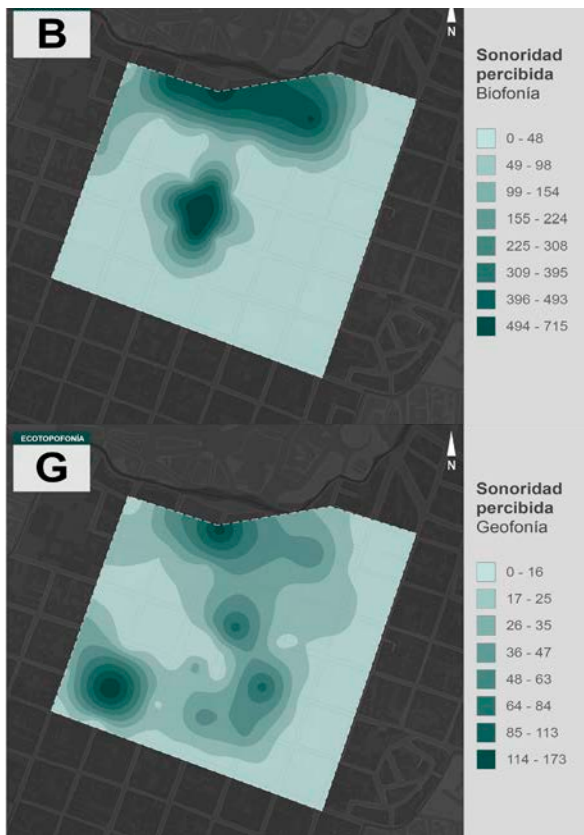 B
N
Sonoridad
percibida
Biofonía
0 - 48
49 - 98
99 - 154
155 - 224
225 - 308
309 - 395
396 - 493
494 - 715
ECOTOPOFONÍA
G
N
Sonoridad
percibida
Geofonía
0 - 16
17 - 25
26 - 35
36 - 47
48 - 63
64 - 84
85 - 113
114 - 173